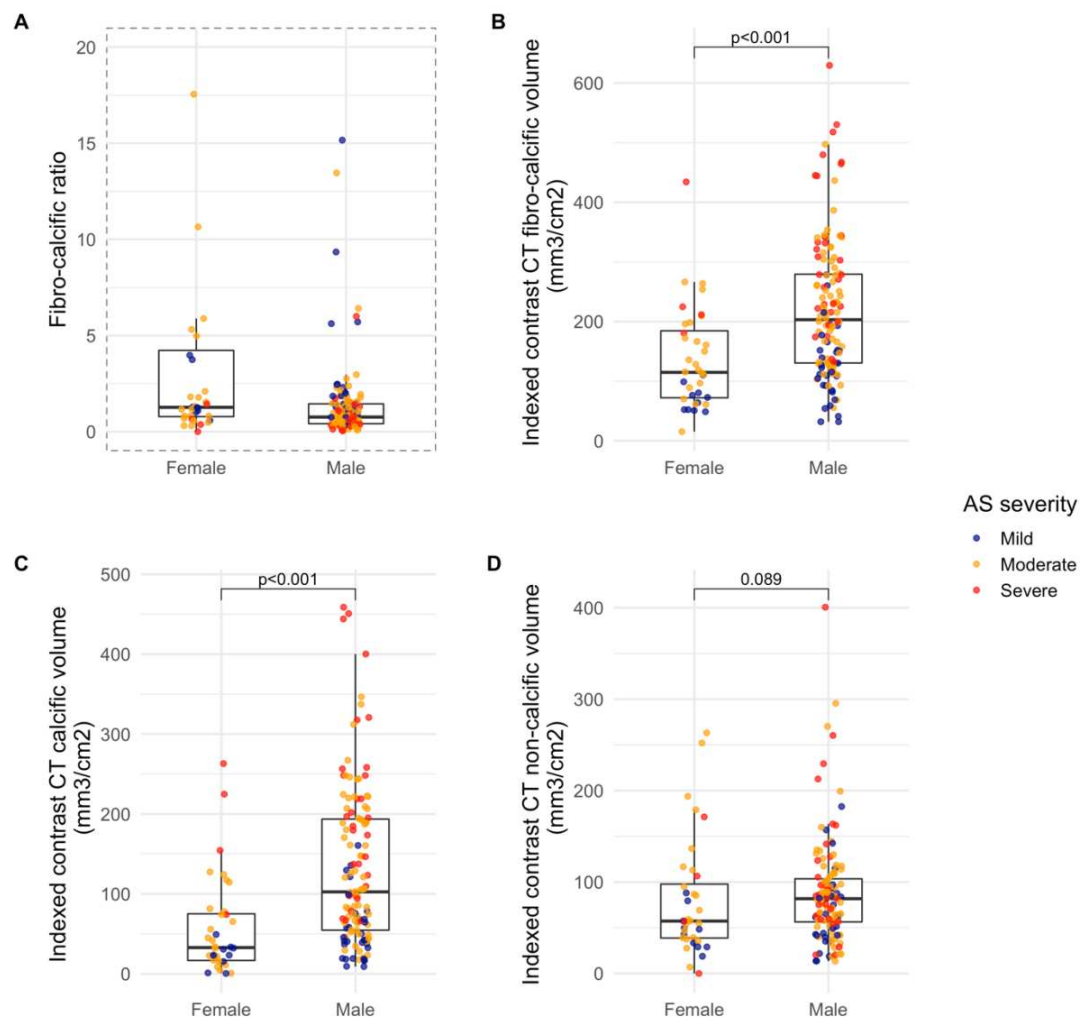 A
20
15
10
5
0
Fibro-calcific ratio
Female
Male
B
p<0.001
600
400
200
0
Indexed contrast CT fibro-calcific volume
(mm3/cm2)
Female
Male
AS severity
Mild
Moderate
Severe
C
p<0.001
500
400
300
200
100
0
Indexed contrast CT calcific volume
(mm3/cm2)
Female
Male
D
0.089
400
300
200
100
0
Indexed contrast CT non-calcific volume
(mm3/cm2)
Female
Male